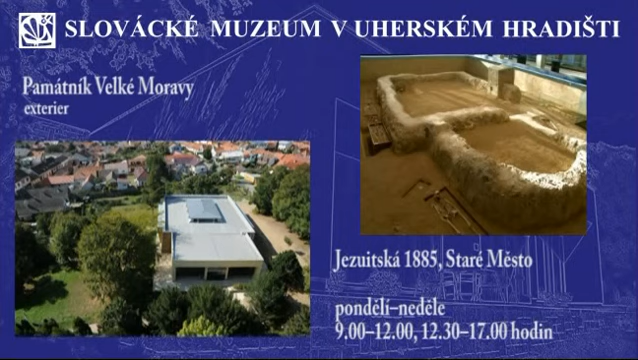 SLOVÁCKÉ MUZEUM V UHERSKÉM HRADIŠTI
Památník Velké Moravy
exterier
Jezuitská 1885, Staré Město
pondělí–neděle
9.00–12.00, 12.30–17.00 hodin